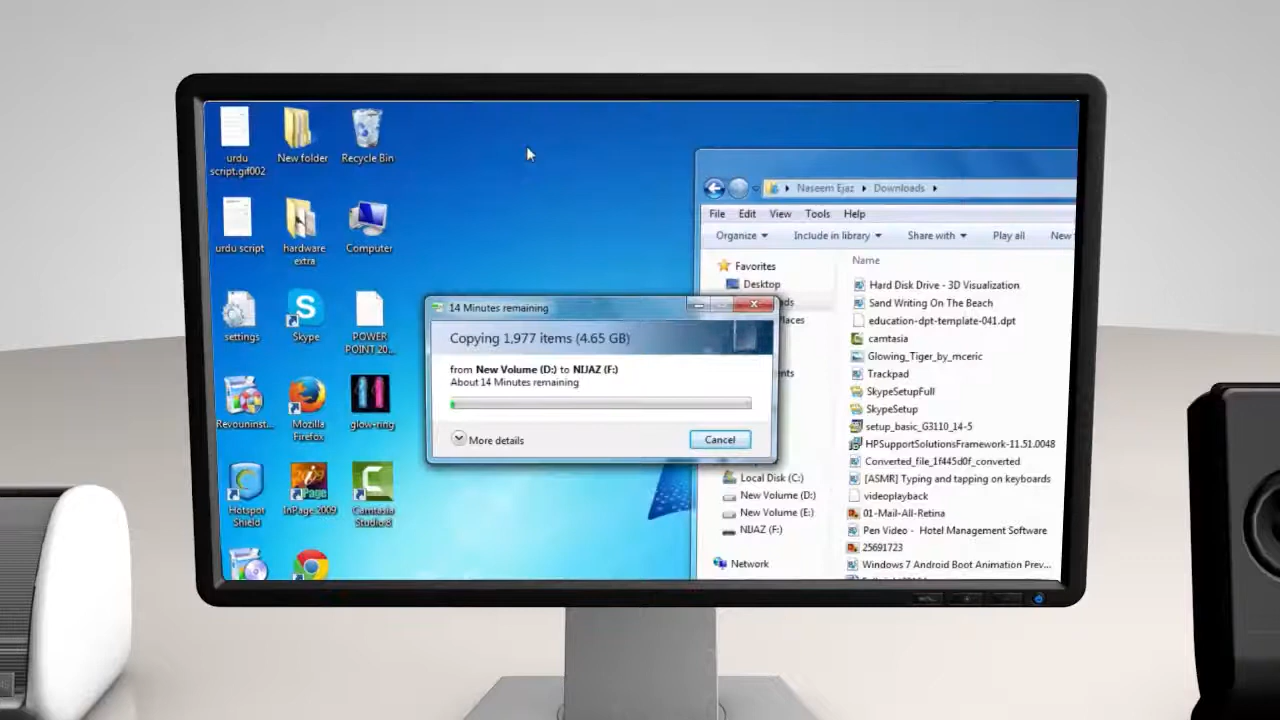 urdu
script.gif002
New folder
Recycle Bin
urdu script
hardware
extra
Computer
settings
Skype
POWER
POINT 20...
Revouninst...
Mozilla
Firefox
glow-ring
Hotspot
Shield
InPage 2009
Camtasia
Studio 8
Naseem Ejaz
Downloads
File
Edit
View
Tools
Help
Organize
Include in library
Share with
Play all
New
Favorites
Desktop
ads
laces
ents
Local Disk (C:)
New Volume (D:)
New Volume (E:)
NIJAZ (F:)
Network
Name
Hard Disk Drive - 3D Visualization
Sand Writing On The Beach
education-dpt-template-041.pptx
camtasia
Glowing_Tiger_by_mceric
Trackpad
SkypeSetupFull
SkypeSetup
setup_basic_G3110_14-5
HPSupportSolutionsFramework-11.51.0048
Converted_file_1f445d0f_converted
[ASMR] Typing and tapping on keyboards
videoplayback
01-Mail-All-Retina
Pen Video - Hotel Management Software
25691723
Windows 7 Android Boot Animation Prev...
14 Minutes remaining
Copying 1,977 items (4.65 GB)
from New Volume (D:) to NIJAZ (F:)
About 14 Minutes remaining
More details
Cancel